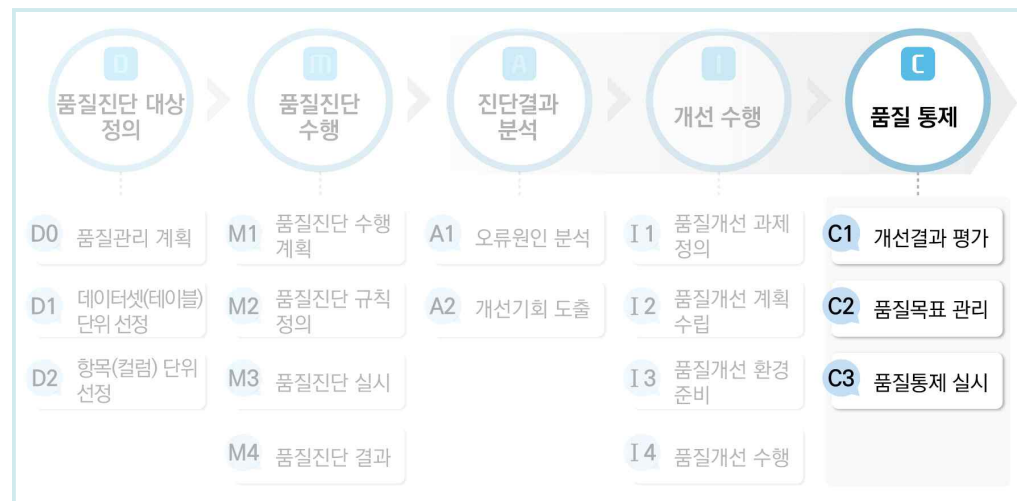 D
품질진단 대상
정의
m
품질진단
수행
A
진단결과
분석
I
개선 수행
C
품질 통제
D0 품질관리 계획
D1 데이터셋(테이블)
단위 선정
D2 항목(컬럼) 단위
선정
M1 품질진단 수행
계획
M2 품질진단 규칙
정의
M3 품질진단 실시
M4 품질진단 결과
A1 오류원인 분석
A2 개선기회 도출
I1 품질개선 과제
정의
I2 품질개선 계획
수립
I3 품질개선 환경
준비
I4 품질개선 수행
C1 개선결과 평가
C2 품질목표 관리
C3 품질통제 실시